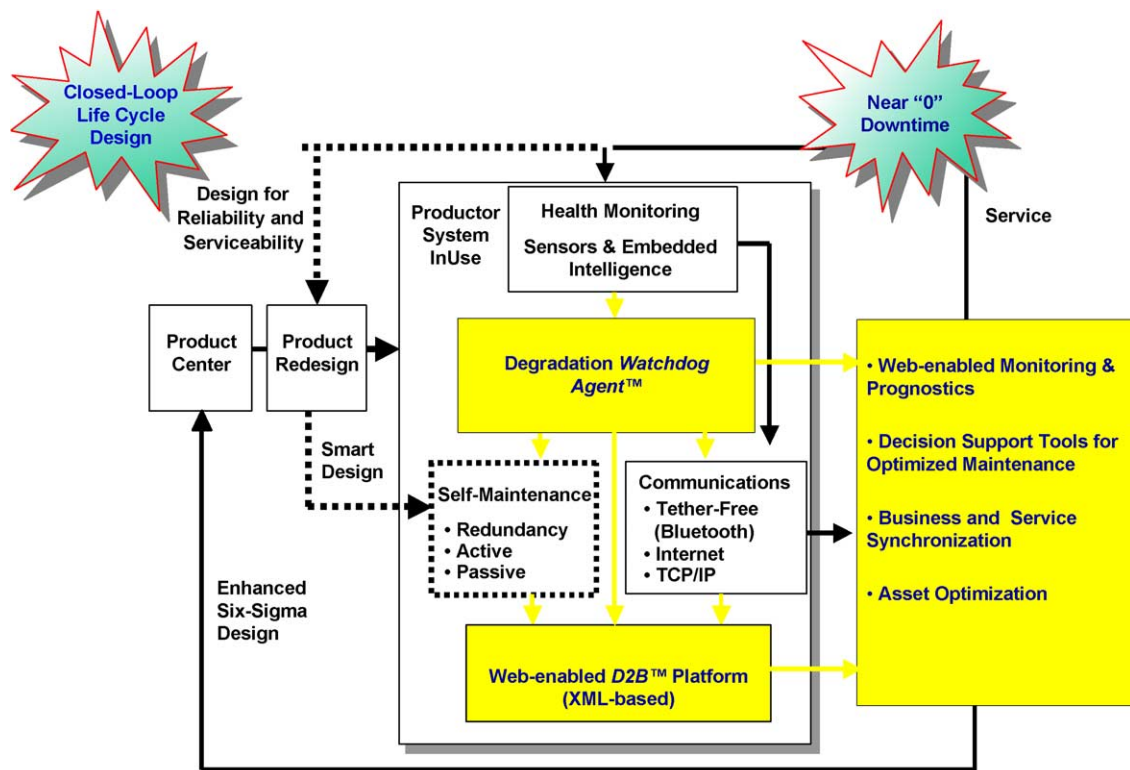 Closed-Loop
Life Cycle
Design
Near “0”
Downtime
Design for
Reliability and
Serviceability
Service
Productor
System
InUse
Health Monitoring
Sensors & Embedded
Intelligence
Product
Center
Product
Redesign
Degradation Watchdog
Agent™
• Web-enabled Monitoring &
Prognostics
• Decision Support Tools for
Optimized Maintenance
• Business and Service
Synchronization
• Asset Optimization
Smart
Design
Self-Maintenance
• Redundancy
• Active
• Passive
Communications
• Tether-Free
(Bluetooth)
• Internet
• TCP/IP
Enhanced
Six-Sigma
Design
Web-enabled D2B™ Platform
(XML-based)